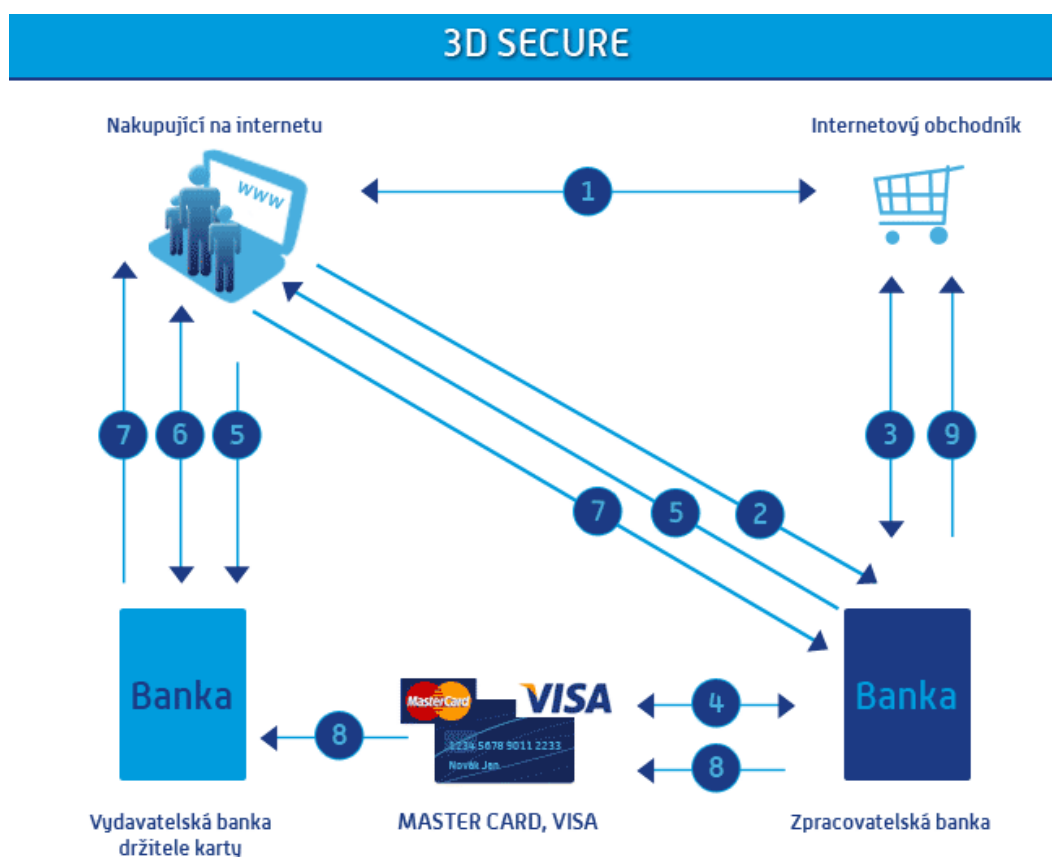 3D SECURE
Nakupující na internetu
Internetový obchodník
WWW
1
7
6
5
3
9
7
5
2
Banka
MasterCard
VISA
4
Banka
8
1234 5678 9011 2233
Novák Jan
8
Vydavatelská banka
držitele karty
MASTER CARD, VISA
Zpracovatelská banka